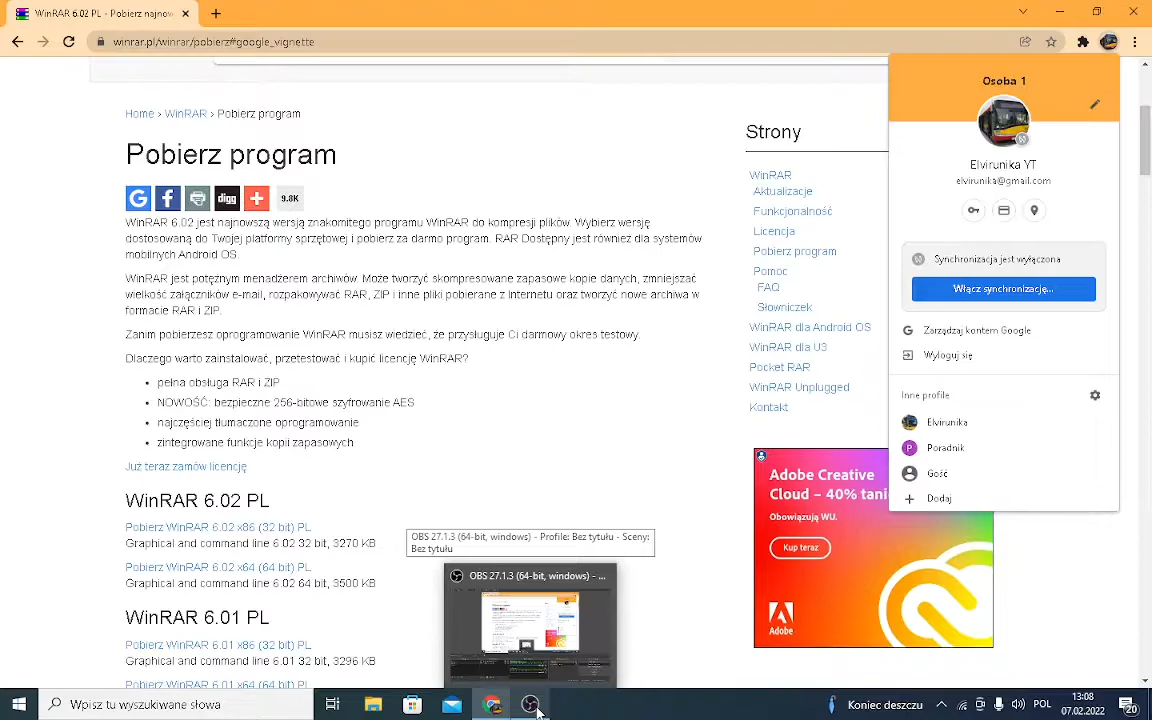 WinRAR 6.02 PL - Pobierz najnow
winrar.pl/winrar/pobierz#google_vignette
Home › WinRAR › Pobierz program
Pobierz program
G
f
digg
+
9.8K
WinRAR 6.02 jest najnowszą wersją znakomitego programu WinRAR do kompresji plików. Wybierz wersję
dostosowaną do Twojej platformy sprzętowej i pobierz za darmo program. RAR Dostępny jest również dla systemów
mobilnych Android OS.
WinRAR jest potężnym menadżerem archiwów. Może tworzyć skompresowane zapasowe kopie danych, zmniejszać
wielkość załączników e-mail, rozpakowywać RAR, ZIP i inne pliki pobierane z Internetu oraz tworzyć nowe archiwa w
formacie RAR i ZIP.
Zanim pobierzesz oprogramowanie WinRAR musisz wiedzieć, że przysługuje Ci darmowy okres testowy.
Dlaczego warto zainstalować, przetestować i kupić licencję WinRAR?
• pełna obsługa RAR i ZIP
• NOWOŚĆ: bezpieczne 256-bitowe szyfrowanie AES
• najczęściej tłumaczone oprogramowanie
• zintegrowane funkcje kopii zapasowych
Już teraz zamów licencję
WinRAR 6.02 PL
Pobierz WinRAR 6.02 x86 (32 bit) PL
Graphical and command line 6.02 32 bit, 3270 KB
Pobierz WinRAR 6.02 x64 (64 bit) PL
Graphical and command line 6.02 64 bit, 3500 KB
WinRAR 6.01 PL
Pobierz WinRAR 6.01 x86 (32 bit) PL
Graphical and command line 6.01 32 bit, 3296 KB
Pobierz WinRAR 6.01 x64 (64 bit) PL
Strony
WinRAR
Aktualizacje
Funkcjonalność
Licencja
Pobierz program
Pomoc
FAQ
Słowniczek
WinRAR dla Android OS
WinRAR dla U3
Pocket RAR
WinRAR Unplugged
Kontakt
Adobe Creative
Cloud – 40% tani
Obowiązują WU.
Kup teraz
Adobe
Osoba 1
Elvirunika YT
elvirunika@gmail.com
Synchronizacja jest wyłączona
Włącz synchronizację...
G Zarządzaj kontem Google
Wyloguj się
Inne profile
Elvirunika
P Poradnik
Gość
+ Dodaj
OBS 27.1.3 (64-bit, windows) - Profile: Bez tytułu - Sceny:
Bez tytułu
OBS 27.1.3 (64-bit, windows) - ...
Wpisz tu wyszukiwane słowa
Koniec deszczu
POL
13:08
07.02.2022
20